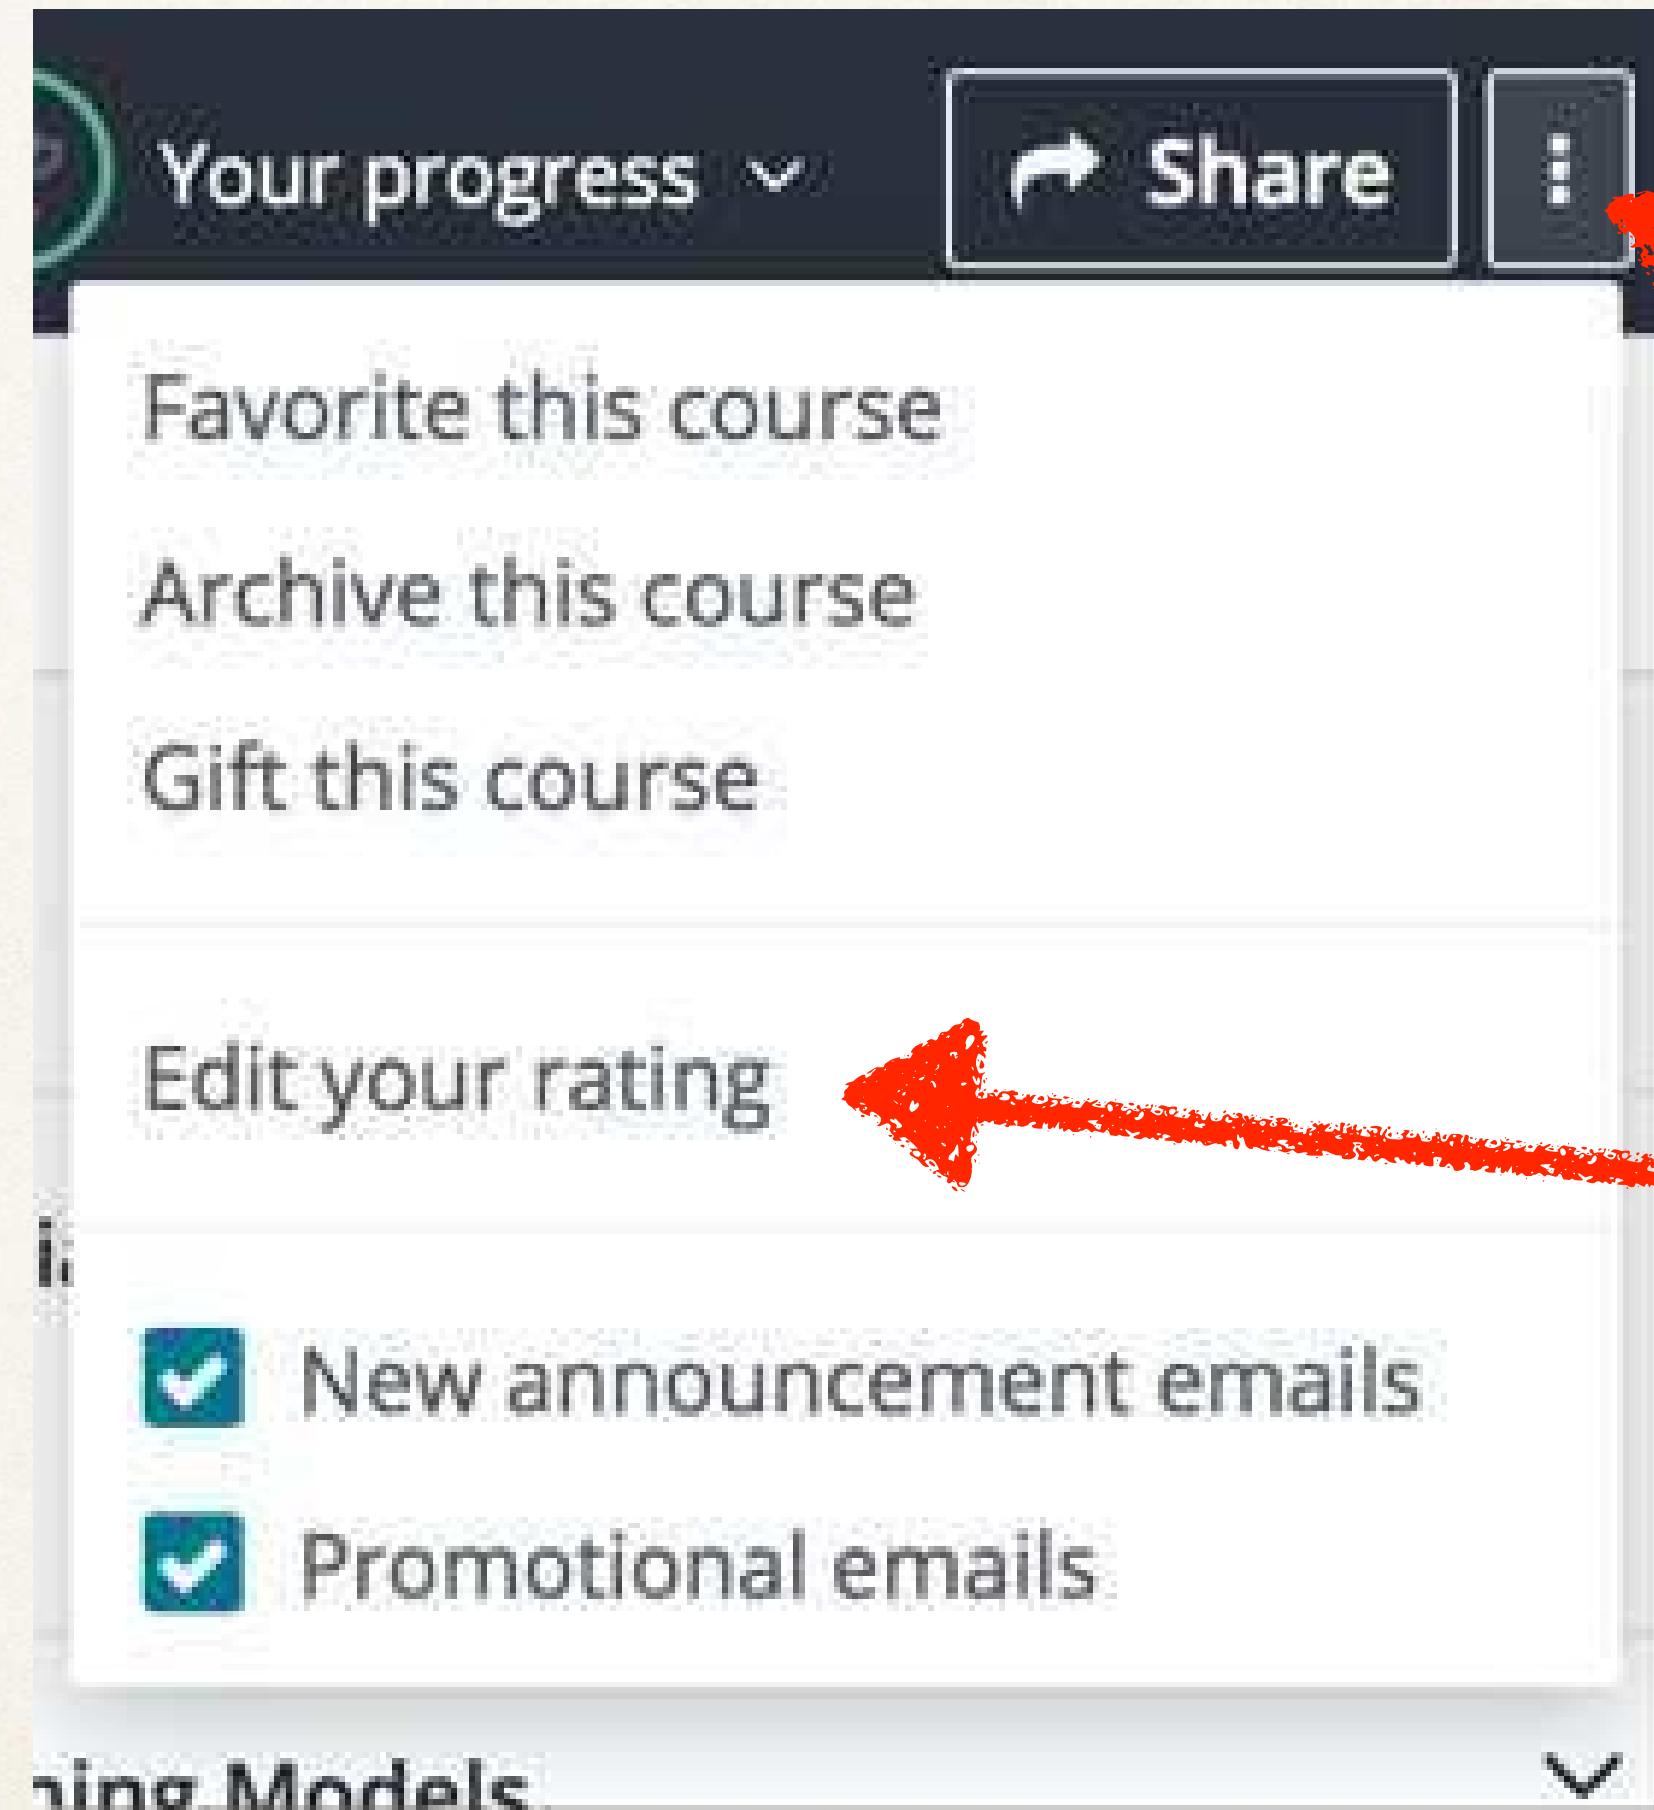 Your progress
Share
Favorite this course
Archive this course
Gift this course
Edit your rating
New announcement emails
Promotional emails
Models